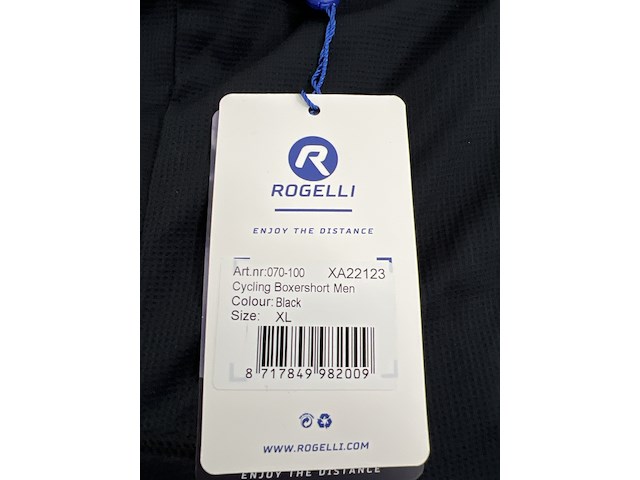 R
ROGELLI
ENJOY THE DISTANCE
Art.nr:070-100 XA22123
Cycling Boxershort Men
Colour: Black
Size: XL
8 717849 982009
WWW.ROGELLI.COM
ENJOY THE DISTANCE